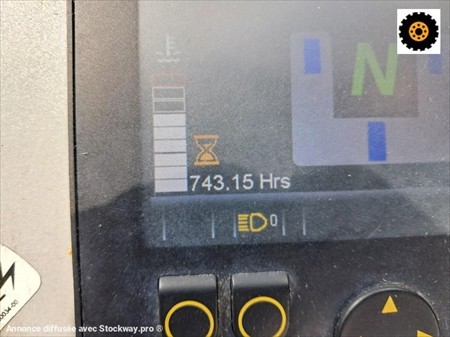 N
743.15 Hrs
0
Annonce diffusée avec Stockway.pro ®